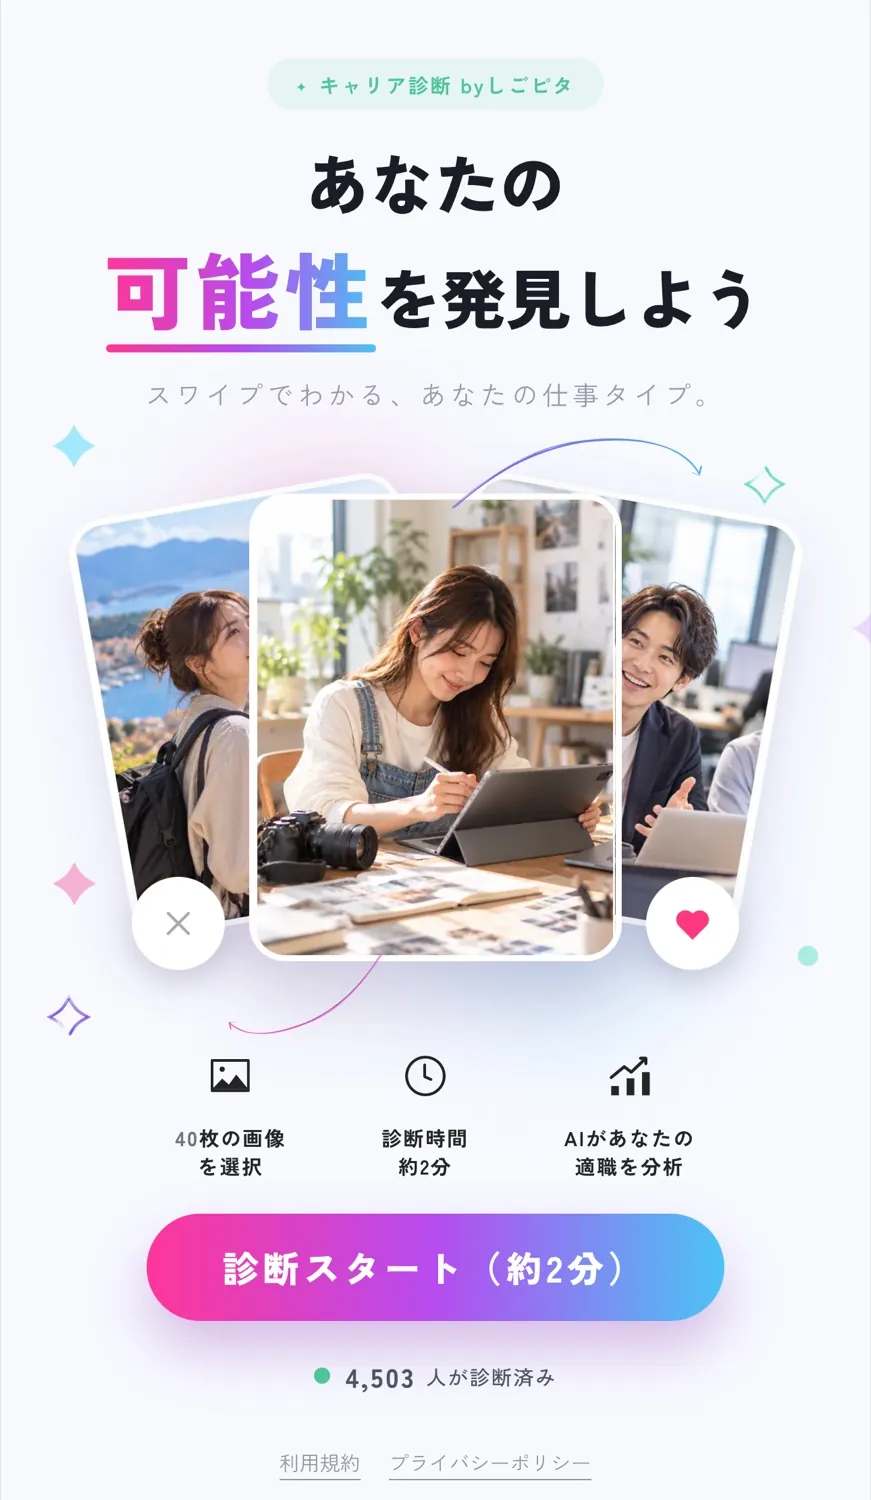 キャリア診断 byしごピタ
あなたの
可能性を発見しよう
スワイプでわかる、あなたの仕事タイプ。
40枚の画像
を選択
診断時間
約2分
AIがあなたの
適職を分析
診断スタート（約2分）
4,503 人が診断済み
利用規約 プライバシーポリシー